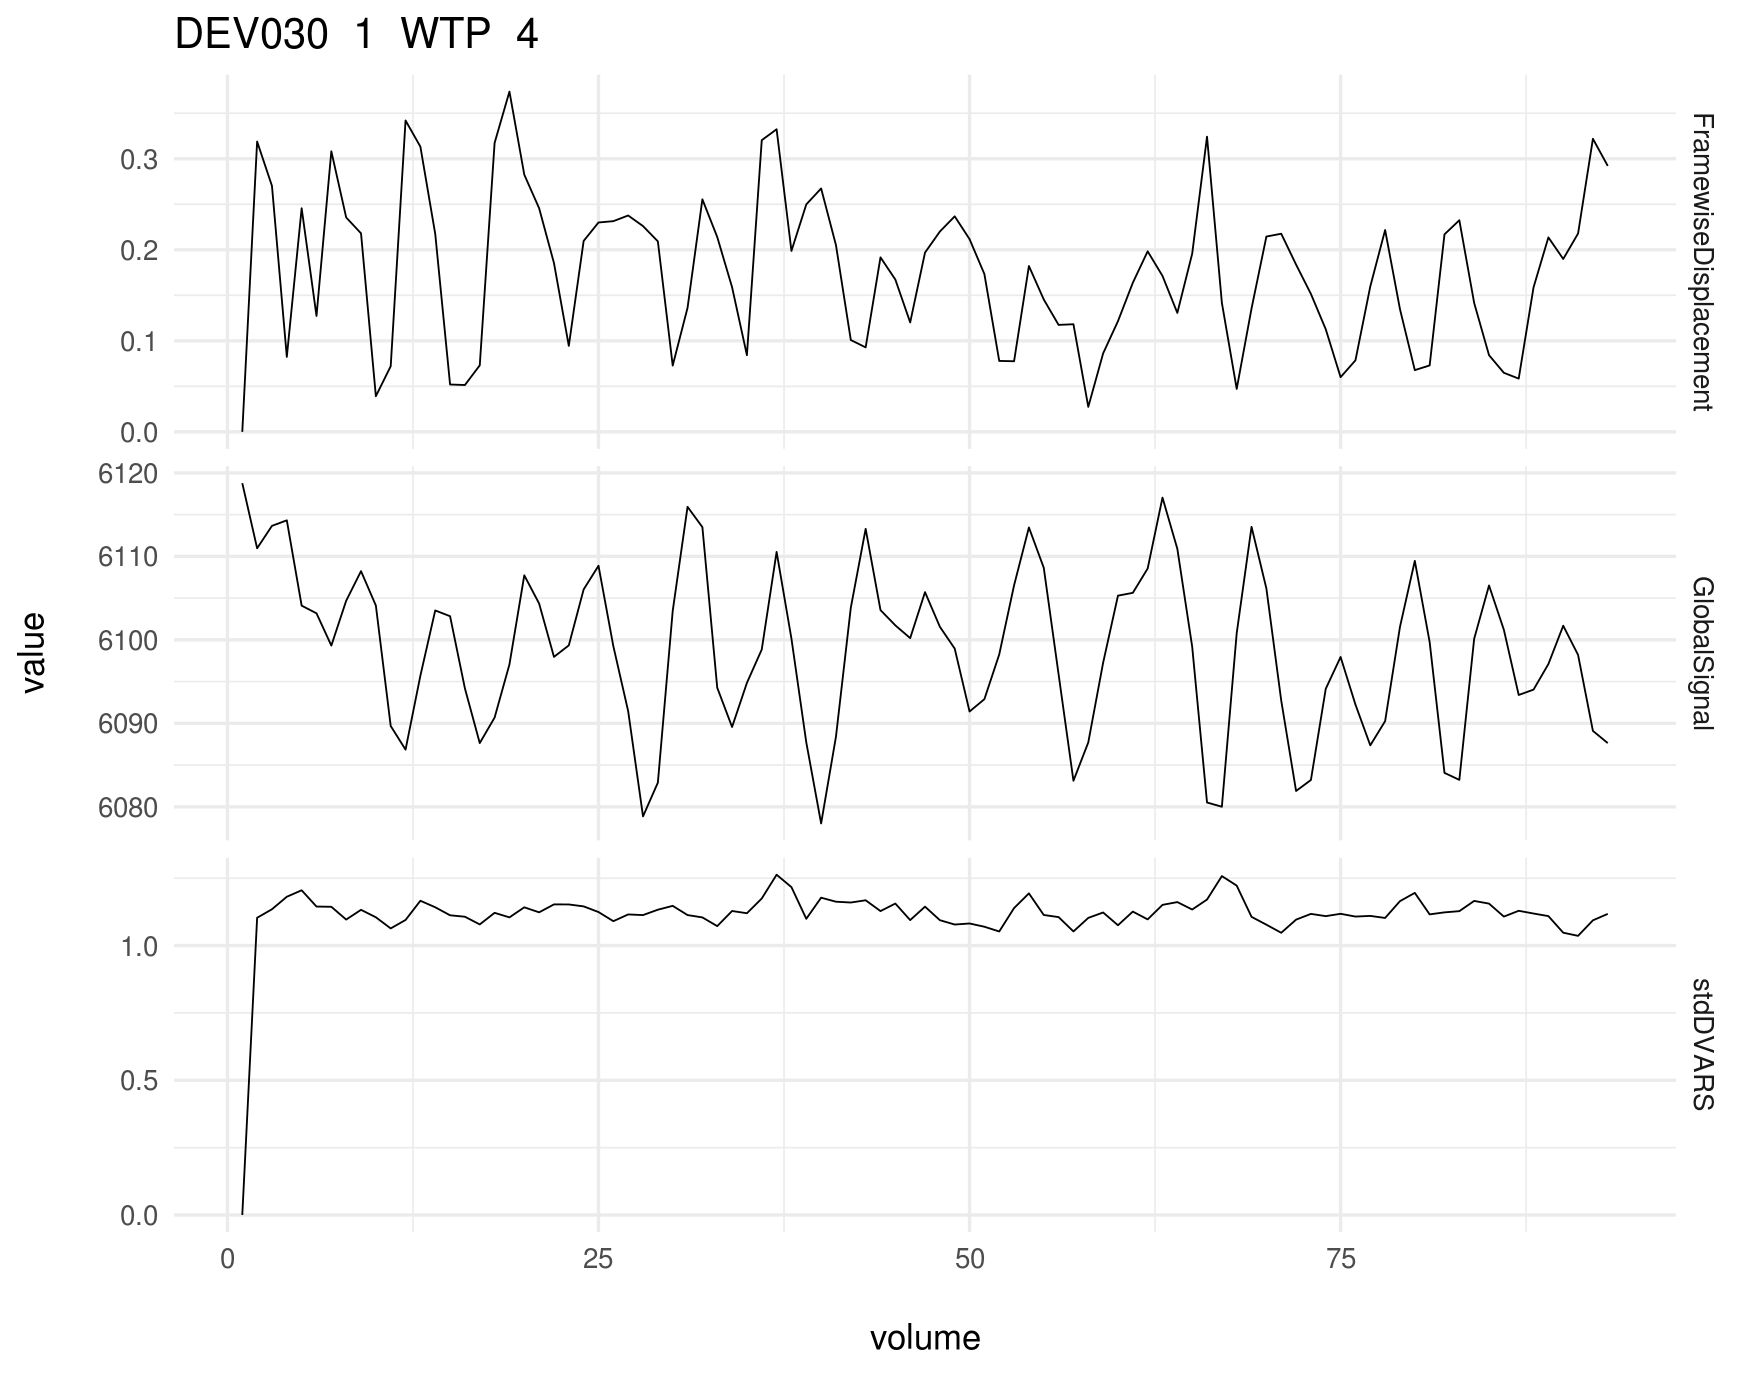 DEV030 1 WTP 4
0.3
0.2
0.1
0.0
FramewiseDisplacement
6120
6110
6100
6090
6080
GlobalSignal
value
1.0
0.5
0.0
stdDVARS
0 25 50 75
volume